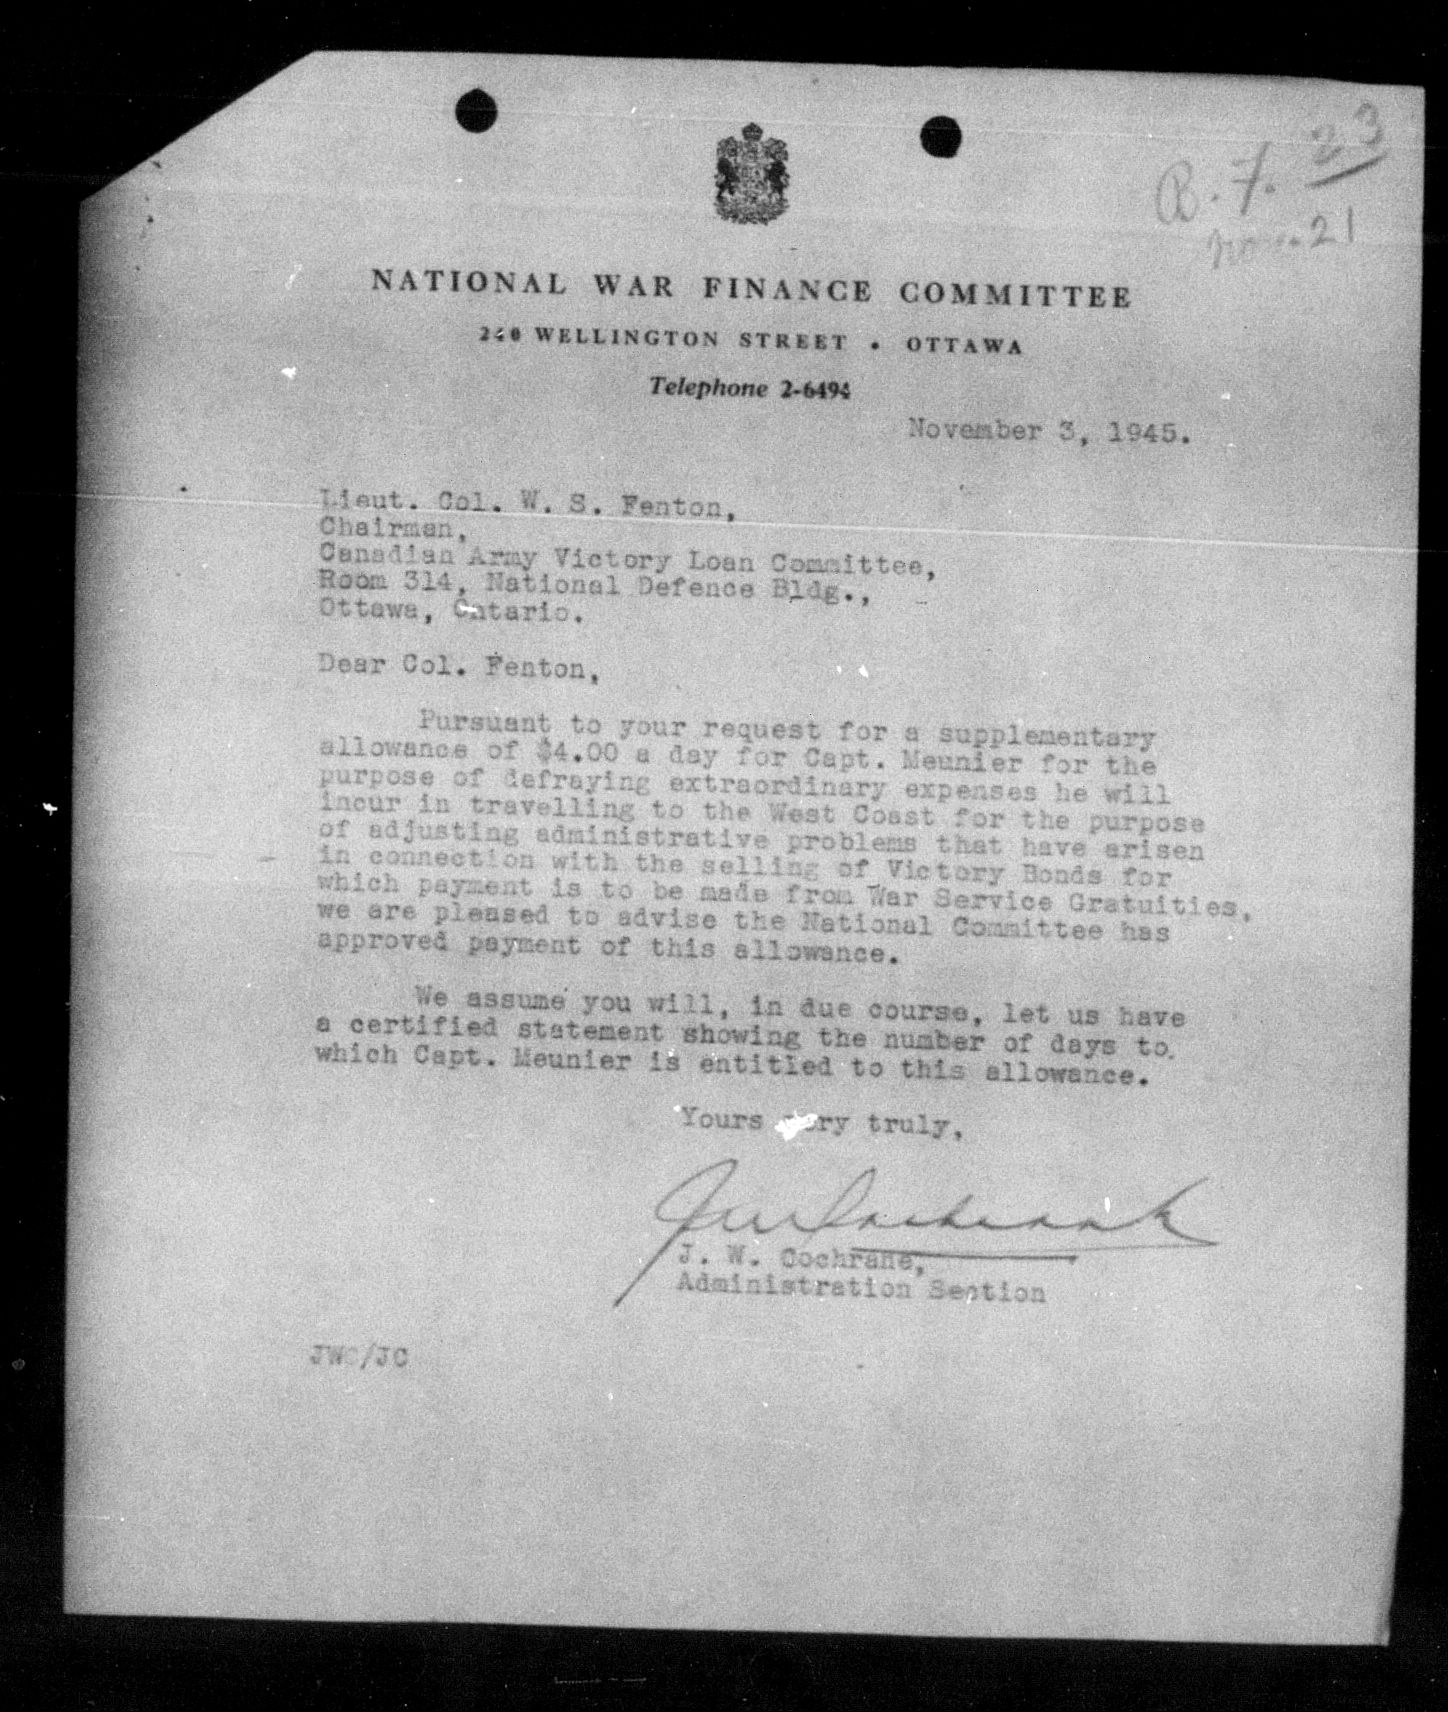 23
B. F.
Nov. 21
NATIONAL WAR FINANCE COMMITTEE
240 WELLINGTON STREET • OTTAWA
Telephone 2-6494
November 3, 1945.
Lieut. Col. W. S. Fenton,
Chairman,
Canadian Army Victory Loan Committee,
Room 314, National Defence Bldg.,
Ottawa, Ontario.
Dear Col. Fenton,
Pursuant to your request for a supplementary
allowance of $4.00 a day for Capt. Meunier for the
purpose of defraying extraordinary expenses he will
incur in travelling to the West Coast for the purpose
of adjusting administrative problems that have arisen
in connection with the selling of Victory Bonds for
which payment is to be made from War Service Gratuities,
we are pleased to advise the National Committee has
approved payment of this allowance.
We assume you will, in due course, let us have
a certified statement showing the number of days to
which Capt. Meunier is entitled to this allowance.
Yours very truly,
J. W. Cochrane,
Administration Section
JWC/JC